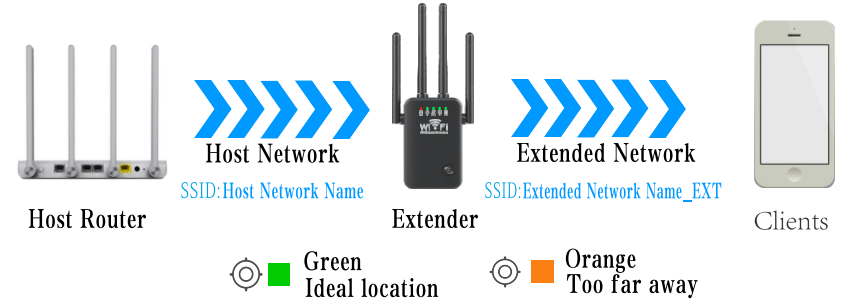 WiFi
Host Network
Extended Network
SSID:Host Network Name
SSID:Extended Network Name_EXT
Host Router
Extender
Clients
Green
Ideal location
Orange
Too far away